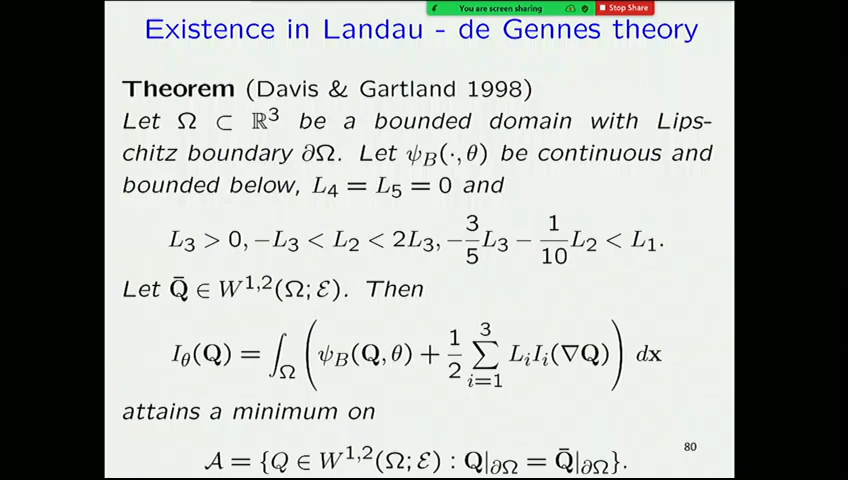 You are screen sharing
Stop Share
Existence in Landau - de Gennes theory
Theorem (Davis & Gartland 1998)
Let Ω ⊂ ℝ³ be a bounded domain with Lips-
chitz boundary ∂Ω. Let ψ_B(·, θ) be continuous and
bounded below, L₄ = L₅ = 0 and
L₃ > 0, −L₃ < L₂ < 2L₃, −3/5 L₃ − 1/10 L₂ < L₁.
Let Q̄ ∈ W^{1,2}(Ω; ℰ). Then
I_θ(Q) = ∫_Ω (ψ_B(Q, θ) + 1/2 ∑_{i=1}^{3} L_i I_i(∇Q)) dx
attains a minimum on
80
𝒜 = {Q ∈ W^{1,2}(Ω; ℰ) : Q|_{∂Ω} = Q̄|_{∂Ω}}.